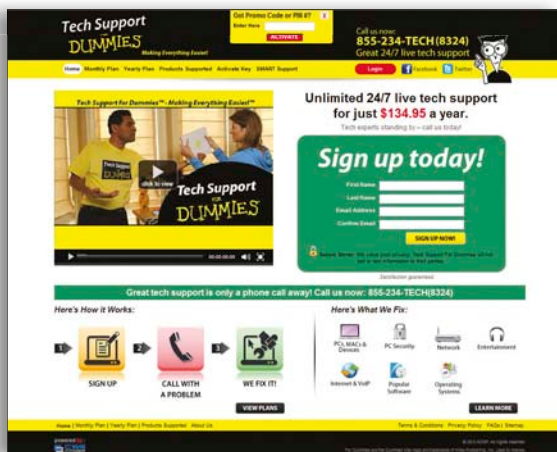 Tech Support
FOR
DUMMIES
Making Everything Easier!
Got Promo Code or PIN #?
Enter Here
ACTIVATE
Call us now:
855-234-TECH(8324)
Great 24/7 live tech support
Home Monthly Plan Yearly Plan Products Supported Activate Key SMART Support
Login Facebook Twitter
Tech Support For Dummies™ - Making Everything Easier!™
click to view
Tech Support
FOR
DUMMIES
00:00:00:00
Unlimited 24/7 live tech support
for just $134.95 a year.
Tech experts standing by – call us today!
Sign up today!
First Name
Last Name
Email Address
Confirm Email
SIGN UP NOW!
Satisfaction guaranteed
Great tech support is only a phone call away! Call us now: 855-234-TECH(8324)
Here's How it Works:
1 2 3
SIGN UP
CALL WITH
A PROBLEM
WE FIX IT!
VIEW PLANS
Here's What We Fix:
PCs, MACs &
Devices
PC Security
Network
Entertainment
Internet & VoIP
Popular
Software
Operating
Systems
LEARN MORE
Home | Monthly Plan | Yearly Plan | Products Supported About Us
Terms & Conditions Privacy Policy FAQs | Sitemap